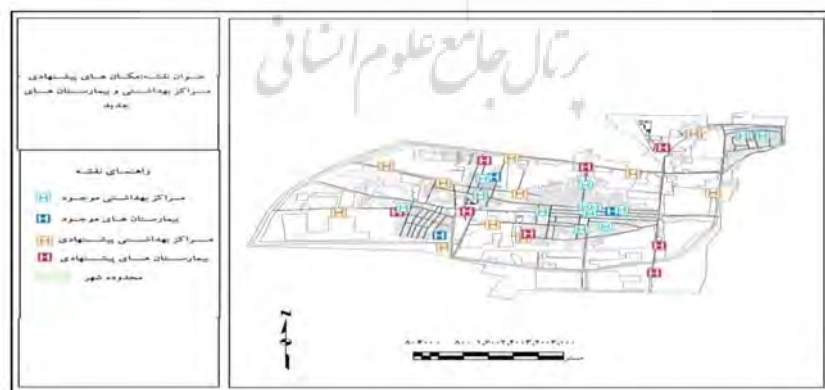 پرتال جامع علوم انسانی
عنوان نقشه:مکان های پیشنهادی
مراکز بهداشتی و بیمارستان های
جدید
راهنمای نقشه
مراکز بهداشتی موجود
بیمارستان های موجود
مراکز بهداشتی پیشنهادی
بیمارستان های پیشنهادی
محدوده شهر